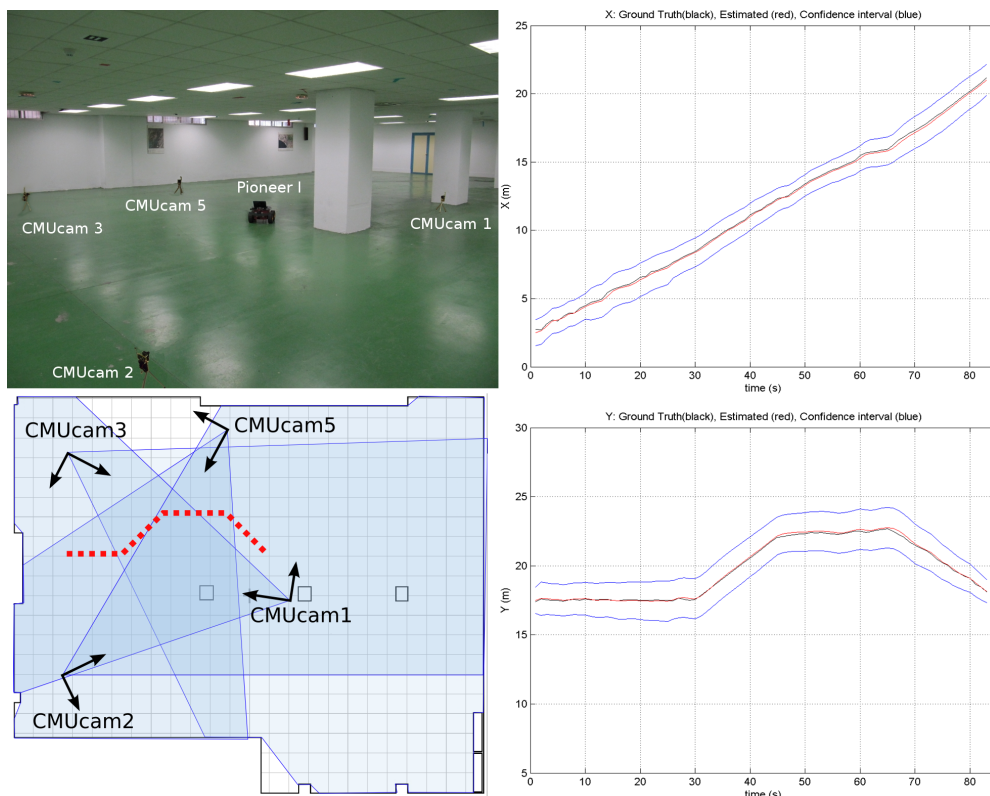 Pioneer I
CMUcam 5
CMUcam 3
CMUcam 1
CMUcam 2
X: Ground Truth(black), Estimated (red), Confidence interval (blue)
25
20
15
10
5
0
X (m)
0 10 20 30 40 50 60 70 80
time (s)
CMUcam3
CMUcam5
CMUcam1
CMUcam2
Y: Ground Truth(black), Estimated (red), Confidence interval (blue)
30
25
20
15
10
5
Y (m)
0 10 20 30 40 50 60 70 80
time (s)